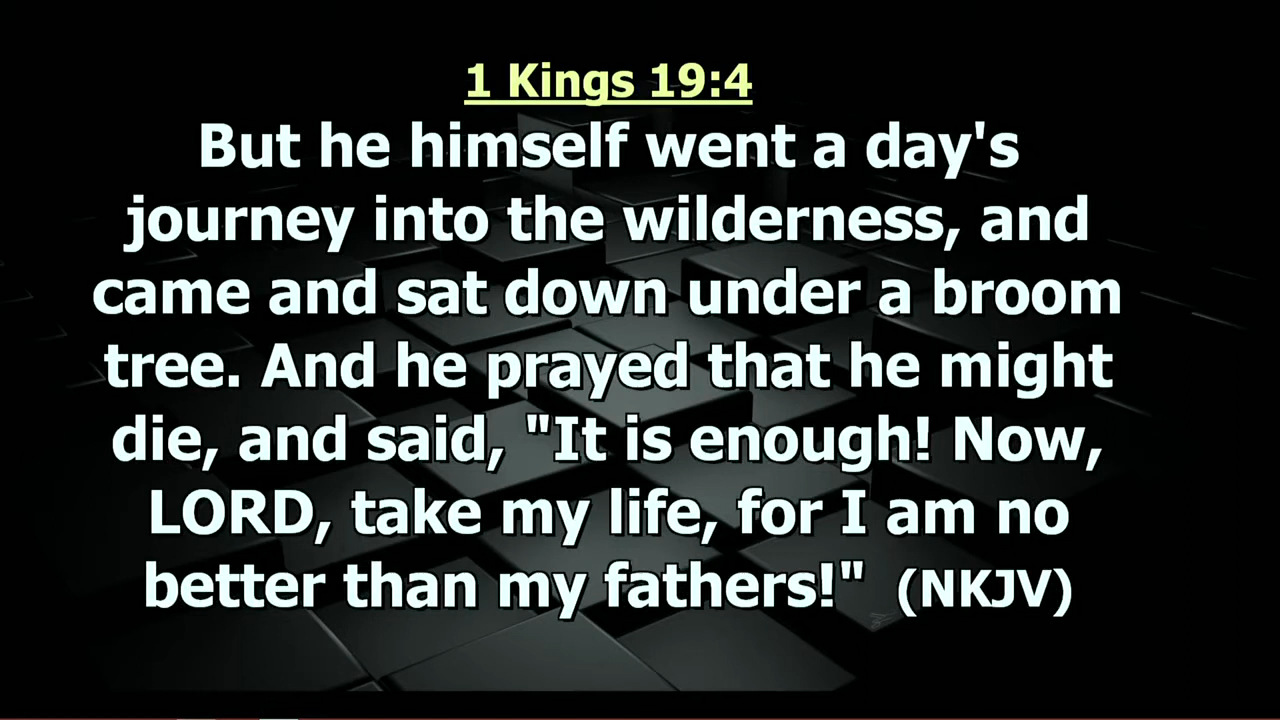 1 Kings 19:4
But he himself went a day's
journey into the wilderness, and
came and sat down under a broom
tree. And he prayed that he might
die, and said, "It is enough! Now,
LORD, take my life, for I am no
better than my fathers!" (NKJV)